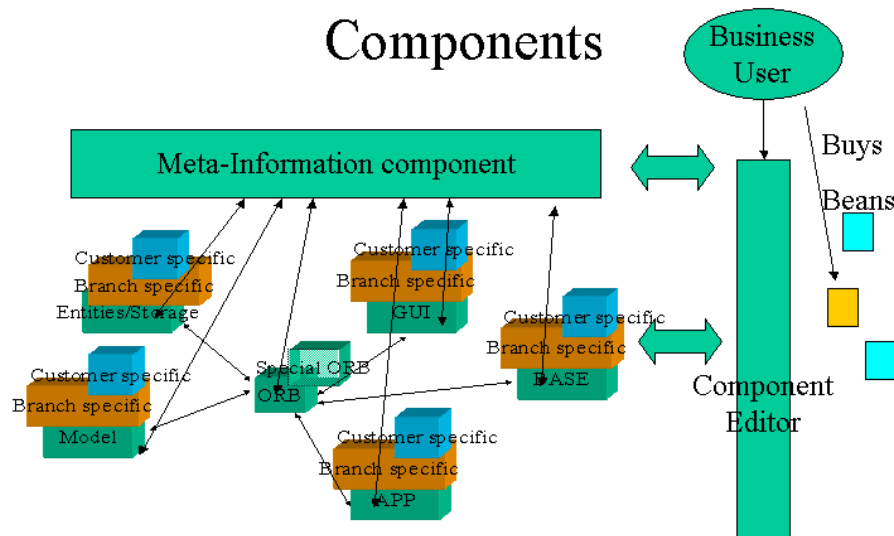 Components
Business
User
Meta-Information component
Buys
Beans
Customer specific
Branch specific
Entities/Storage
Customer specific
Branch specific
GUI
Customer specific
Branch specific
BASE
Special ORB
ORB
Customer specific
Branch specific
Model
Customer specific
Branch specific
APP
Component
Editor